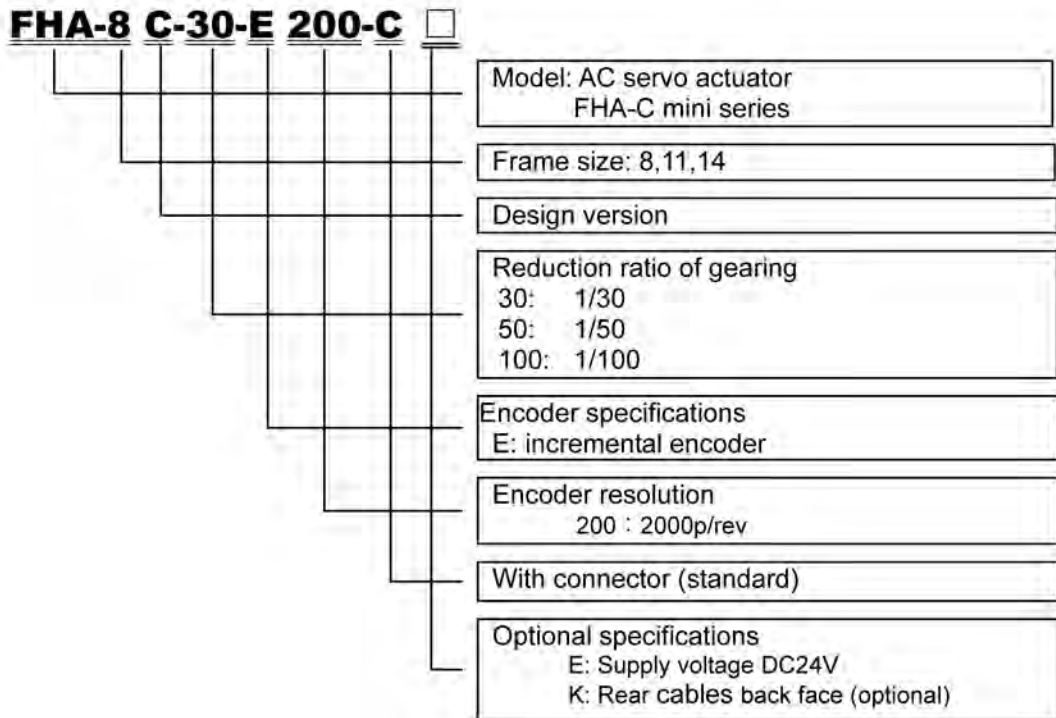 FHA-8 C-30-E 200-C □
Model: AC servo actuator
FHA-C mini series
Frame size: 8,11,14
Design version
Reduction ratio of gearing
30: 1/30
50: 1/50
100: 1/100
Encoder specifications
E: incremental encoder
Encoder resolution
200：2000p/rev
With connector (standard)
Optional specifications
E: Supply voltage DC24V
K: Rear cables back face (optional)